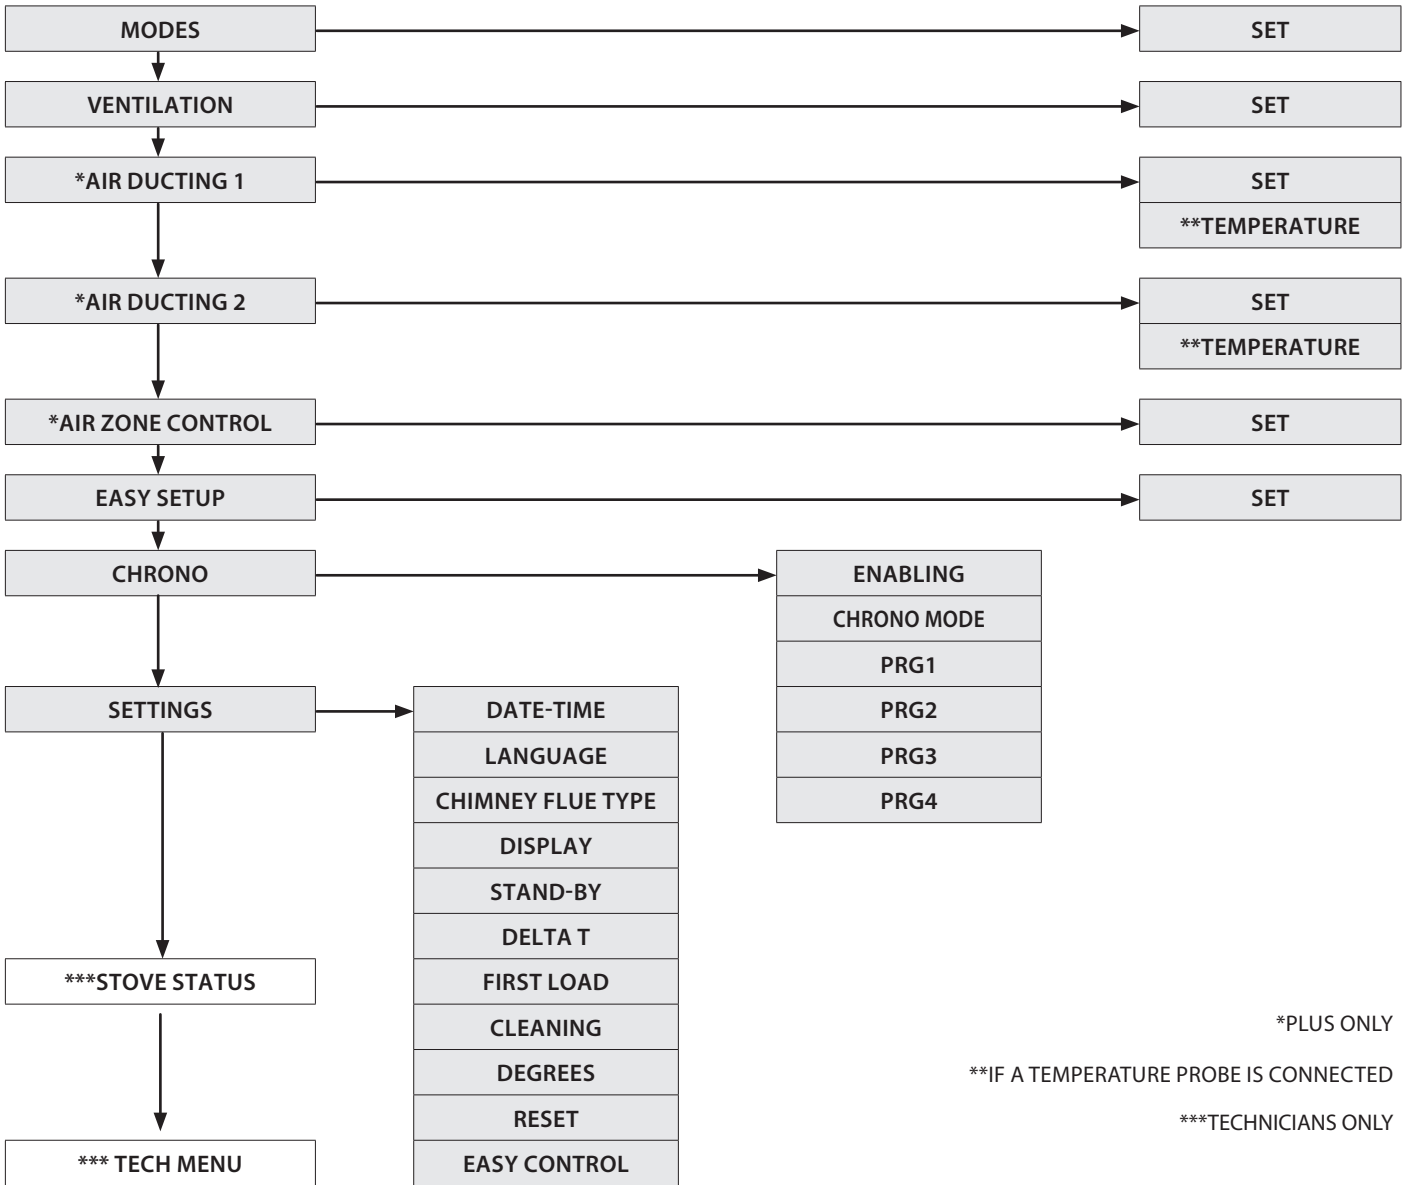 MODES
SET
VENTILATION
SET
*AIR DUCTING 1
SET
**TEMPERATURE
*AIR DUCTING 2
SET
**TEMPERATURE
*AIR ZONE CONTROL
SET
EASY SETUP
SET
CHRONO
ENABLING
CHRONO MODE
PRG1
PRG2
PRG3
PRG4
SETTINGS
DATE-TIME
LANGUAGE
CHIMNEY FLUE TYPE
DISPLAY
STAND-BY
DELTA T
FIRST LOAD
CLEANING
DEGREES
RESET
EASY CONTROL
***STOVE STATUS
*** TECH MENU
*PLUS ONLY
**IF A TEMPERATURE PROBE IS CONNECTED
***TECHNICIANS ONLY